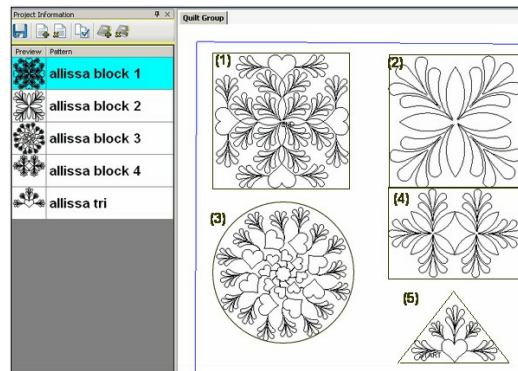 Project Information
Quilt Group
Preview Pattern
allissa block 1
allissa block 2
allissa block 3
allissa block 4
allissa tri
(1)
(2)
(3)
(4)
(5)
START